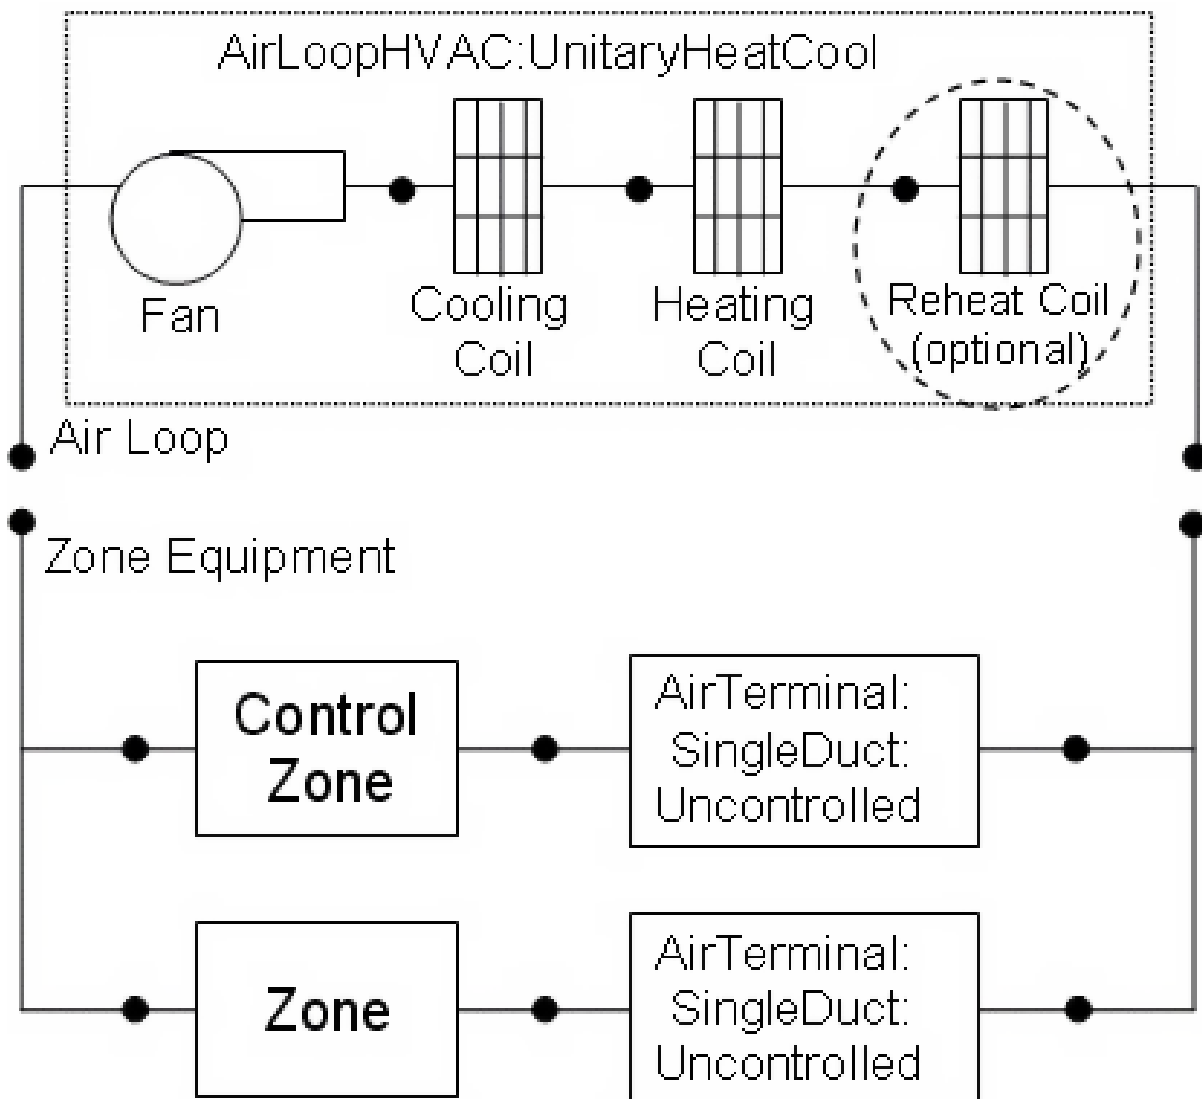 AirLoopHVAC:UnitaryHeatCool
Fan
Cooling
Coil
Heating
Coil
Reheat Coil
(optional)
Air Loop
Zone Equipment
Control
Zone
AirTerminal:
SingleDuct:
Uncontrolled
Zone
AirTerminal:
SingleDuct:
Uncontrolled